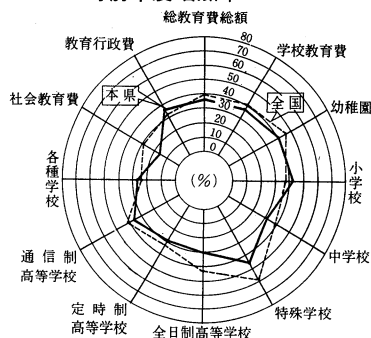 総教育費総額
教育行政費
学校教育費
80
70
60
50
40
30
20
10
0
本県
全国
社会教育費
幼稚園
各種学校
(%)
小学校
通信制
高等学校
中学校
定時制
高等学校
全日制高等学校
特殊学校